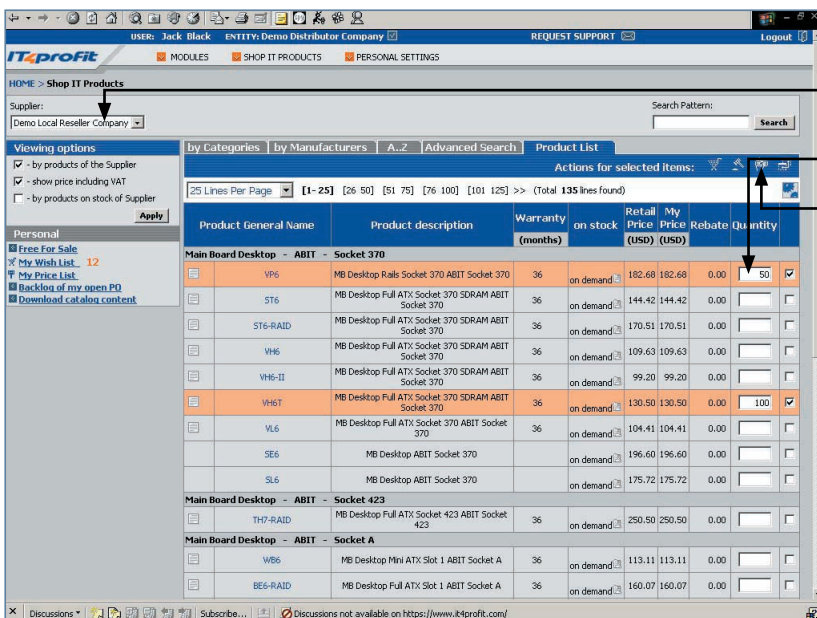 USER: Jack Black ENTITY: Demo Distributor Company REQUEST SUPPORT Logout
IT4profit MODULES SHOP IT PRODUCTS PERSONAL SETTINGS
HOME > Shop IT Products
Supplier: Search Pattern:
Demo Local Reseller Company Search
Viewing options
- by products of the Supplier
- show price including VAT
- by products on stock of Supplier
Apply
Personal
Free For Sale
My Wish List 12
My Price List
Backlog of my open PO
Download catalog content
by Categories by Manufacturers A..Z Advanced Search Product List
Actions for selected items:
25 Lines Per Page [1- 25] [26 50] [51 75] [76 100] [101 125] >> (Total 135 lines found)
Product General Name Product description Warranty (months) on stock Retail Price (USD) My Price (USD) Rebate Quantity
Main Board Desktop - ABIT - Socket 370
VP6 MB Desktop Rails Socket 370 ABIT Socket 370 36 on demand 182.68 182.68 0.00 50
ST6 MB Desktop Full ATX Socket 370 SDRAM ABIT Socket 370 36 on demand 144.42 144.42 0.00
ST6-RAID MB Desktop Full ATX Socket 370 SDRAM ABIT Socket 370 36 on demand 170.51 170.51 0.00
VH6 MB Desktop Full ATX Socket 370 SDRAM ABIT Socket 370 36 on demand 109.63 109.63 0.00
VH6-II MB Desktop Full ATX Socket 370 SDRAM ABIT Socket 370 36 on demand 99.20 99.20 0.00
VH6T MB Desktop Full ATX Socket 370 SDRAM ABIT Socket 370 36 on demand 130.50 130.50 0.00 100
VL6 MB Desktop Full ATX Socket 370 ABIT Socket 370 36 on demand 104.41 104.41 0.00
SE6 MB Desktop ABIT Socket 370 on demand 196.60 196.60 0.00
SL6 MB Desktop ABIT Socket 370 on demand 175.72 175.72 0.00
Main Board Desktop - ABIT - Socket 423
TH7-RAID MB Desktop Full ATX Socket 423 ABIT Socket 423 36 on demand 250.50 250.50 0.00
Main Board Desktop - ABIT - Socket A
WB6 MB Desktop Mini ATX Slot 1 ABIT Socket A 36 on demand 113.11 113.11 0.00
BE6-RAID MB Desktop Full ATX Slot 1 ABIT Socket A 36 on demand 160.07 160.07 0.00
Discussions Subscribe... Discussions not available on https://www.it4profit.com/